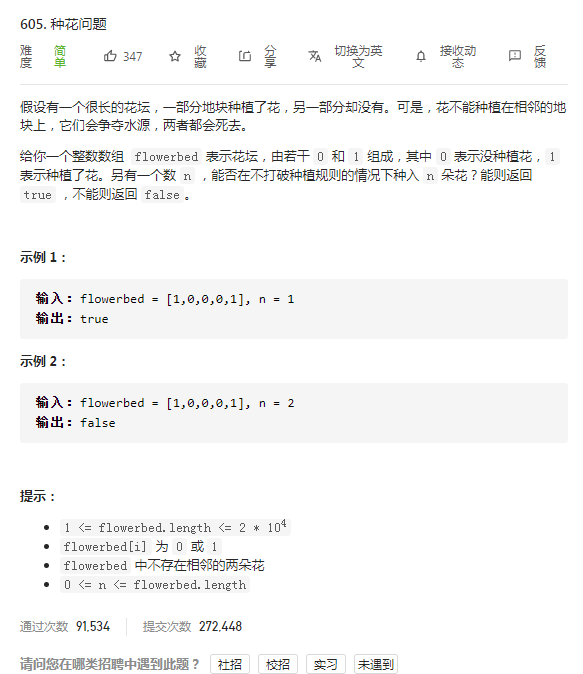 605. 种花问题
难度 简单 347 收藏 分享 切换为英文 接收动态 反馈
假设有一个很长的花坛，一部分地块种植了花，另一部分却没有。可是，花不能种植在相邻的地
块上，它们会争夺水源，两者都会死去。
给你一个整数数组 flowerbed 表示花坛，由若干 0 和 1 组成，其中 0 表示没种植花，1
表示种植了花。另有一个数 n ，能否在不打破种植规则的情况下种入 n 朵花？能则返回
true ，不能则返回 false。
示例 1：
输入：flowerbed = [1,0,0,0,1], n = 1
输出：true
示例 2：
输入：flowerbed = [1,0,0,0,1], n = 2
输出：false
提示：
1 <= flowerbed.length <= 2 * 10⁴
flowerbed[i] 为 0 或 1
flowerbed 中不存在相邻的两朵花
0 <= n <= flowerbed.length
通过次数 91,534 提交次数 272,448
请问您在哪类招聘中遇到此题？ 社招 校招 实习 未遇到